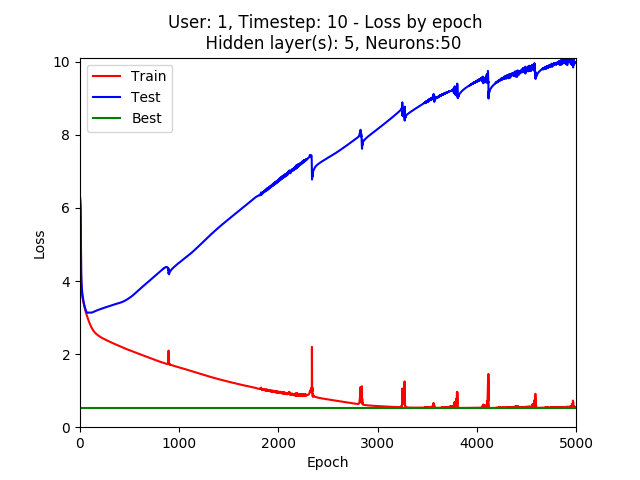 User: 1, Timestep: 10 - Loss by epoch
Hidden layer(s): 5, Neurons:50
10
8
6
4
2
0
Loss
Train
Test
Best
0 1000 2000 3000 4000 5000
Epoch